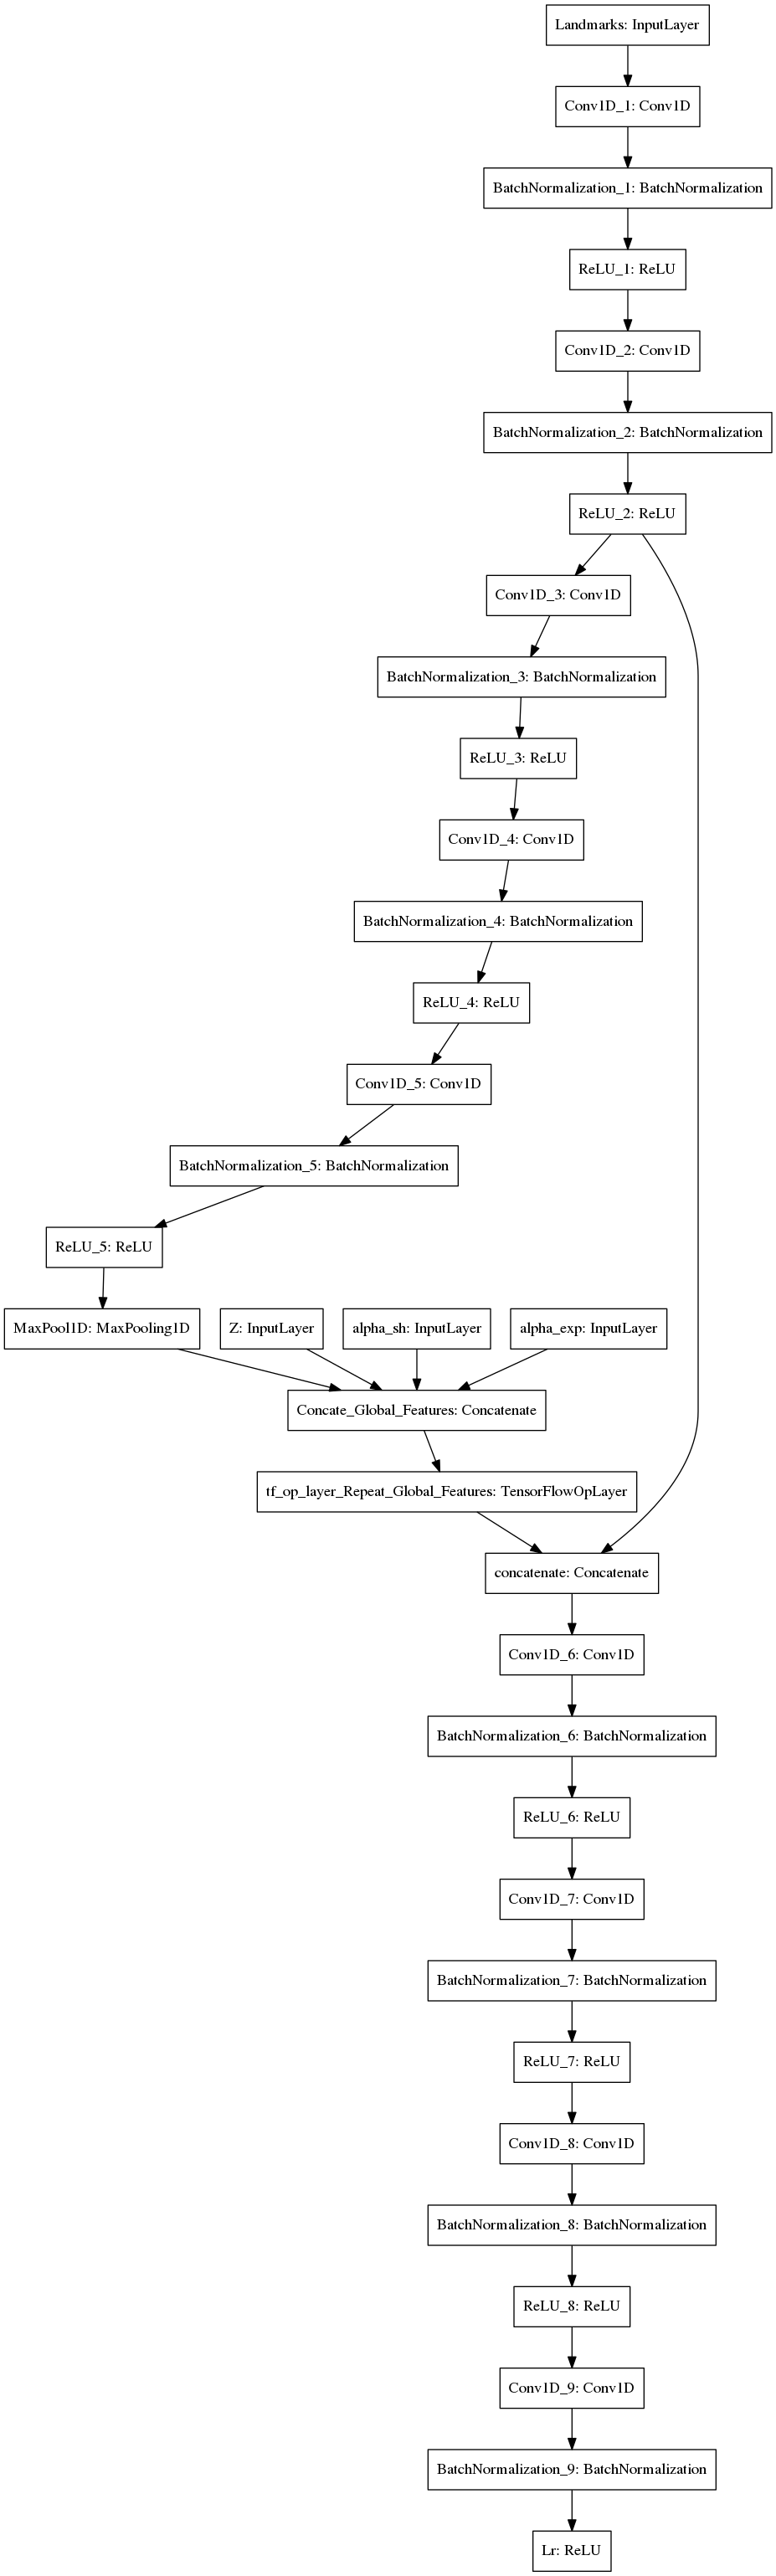 Landmarks: InputLayer
Conv1D_1: Conv1D
BatchNormalization_1: BatchNormalization
ReLU_1: ReLU
Conv1D_2: Conv1D
BatchNormalization_2: BatchNormalization
ReLU_2: ReLU
Conv1D_3: Conv1D
BatchNormalization_3: BatchNormalization
ReLU_3: ReLU
Conv1D_4: Conv1D
BatchNormalization_4: BatchNormalization
ReLU_4: ReLU
Conv1D_5: Conv1D
BatchNormalization_5: BatchNormalization
ReLU_5: ReLU
MaxPool1D: MaxPooling1D
Z: InputLayer
alpha_sh: InputLayer
alpha_exp: InputLayer
Concate_Global_Features: Concatenate
tf_op_layer_Repeat_Global_Features: TensorFlowOpLayer
concatenate: Concatenate
Conv1D_6: Conv1D
BatchNormalization_6: BatchNormalization
ReLU_6: ReLU
Conv1D_7: Conv1D
BatchNormalization_7: BatchNormalization
ReLU_7: ReLU
Conv1D_8: Conv1D
BatchNormalization_8: BatchNormalization
ReLU_8: ReLU
Conv1D_9: Conv1D
BatchNormalization_9: BatchNormalization
Lr: ReLU